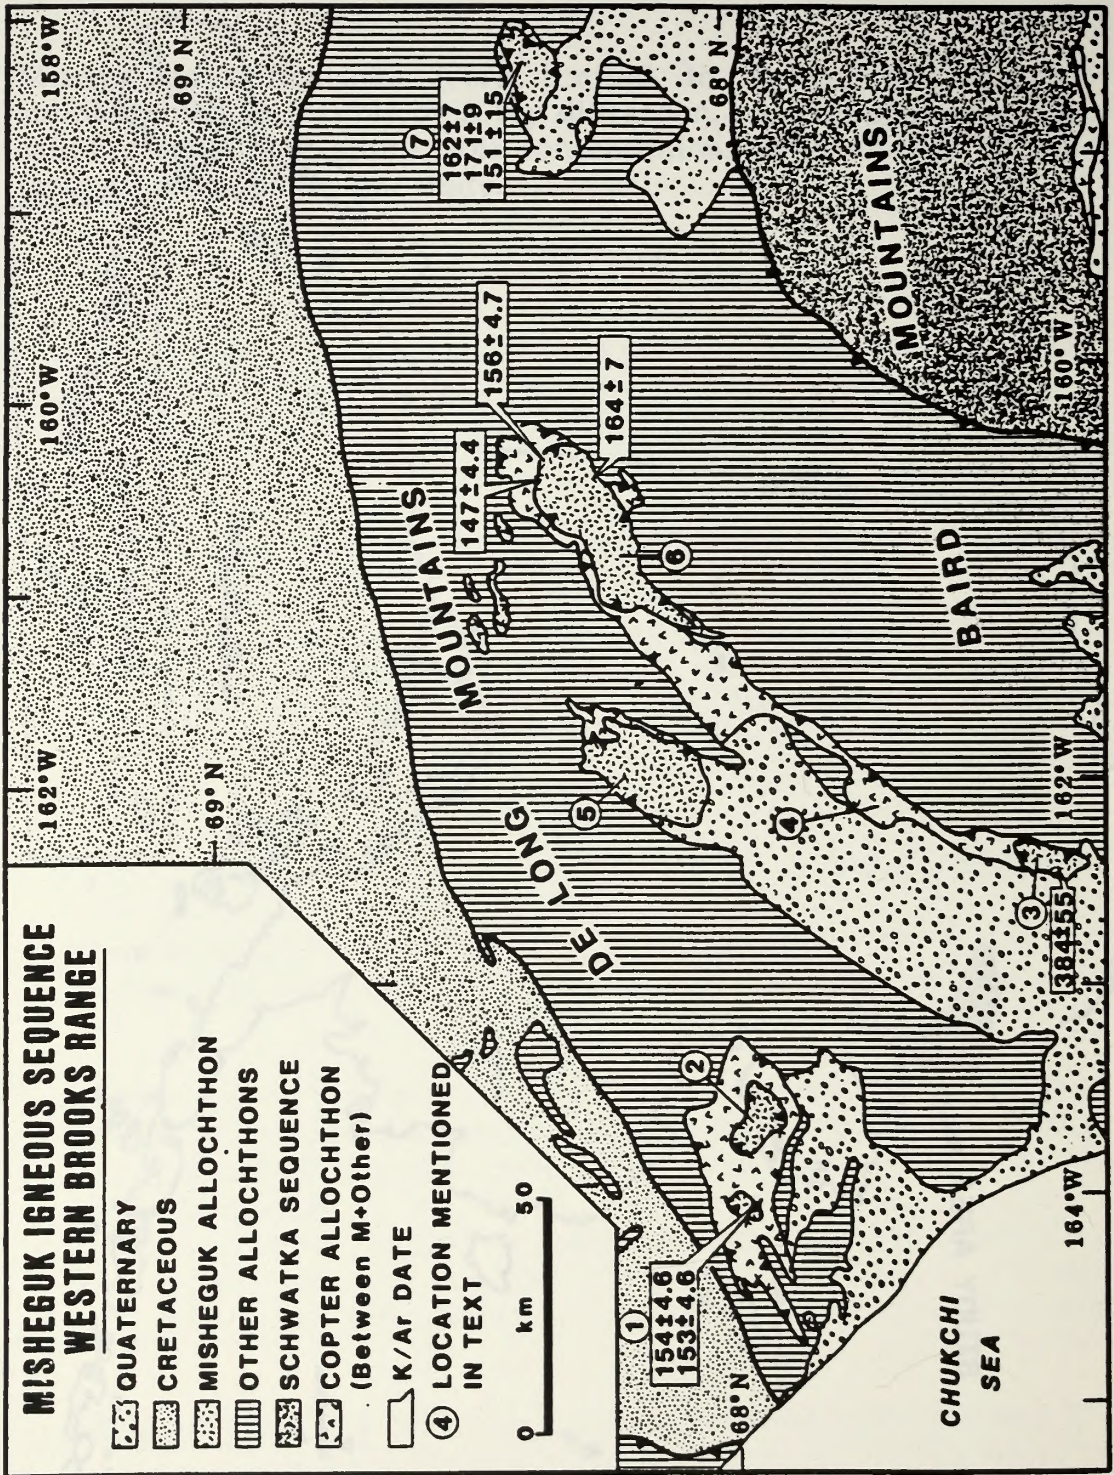 MISHEGUK IGNEOUS SEQUENCE
WESTERN BROOKS RANGE
QUATERNARY
CRETACEOUS
MISHEGUK ALLOCHTHON
OTHER ALLOCHTHONS
SCHWATKA SEQUENCE
COPTER ALLOCHTHON
(Between M+Other)
K/Ar DATE
4 LOCATION MENTIONED
IN TEXT
0 km 50
162°W
160°W
158°W
69°N
69°N
DE LONG
MOUNTAINS
1
154±4.6
153±4.6
2
5
147±4.4
156±4.7
164±7
6
7
162±7
171±9
151±15
68°N
68°N
4
3
384±55
BAIRD
MOUNTAINS
CHUKCHI
SEA
164°W
162 W
160°W